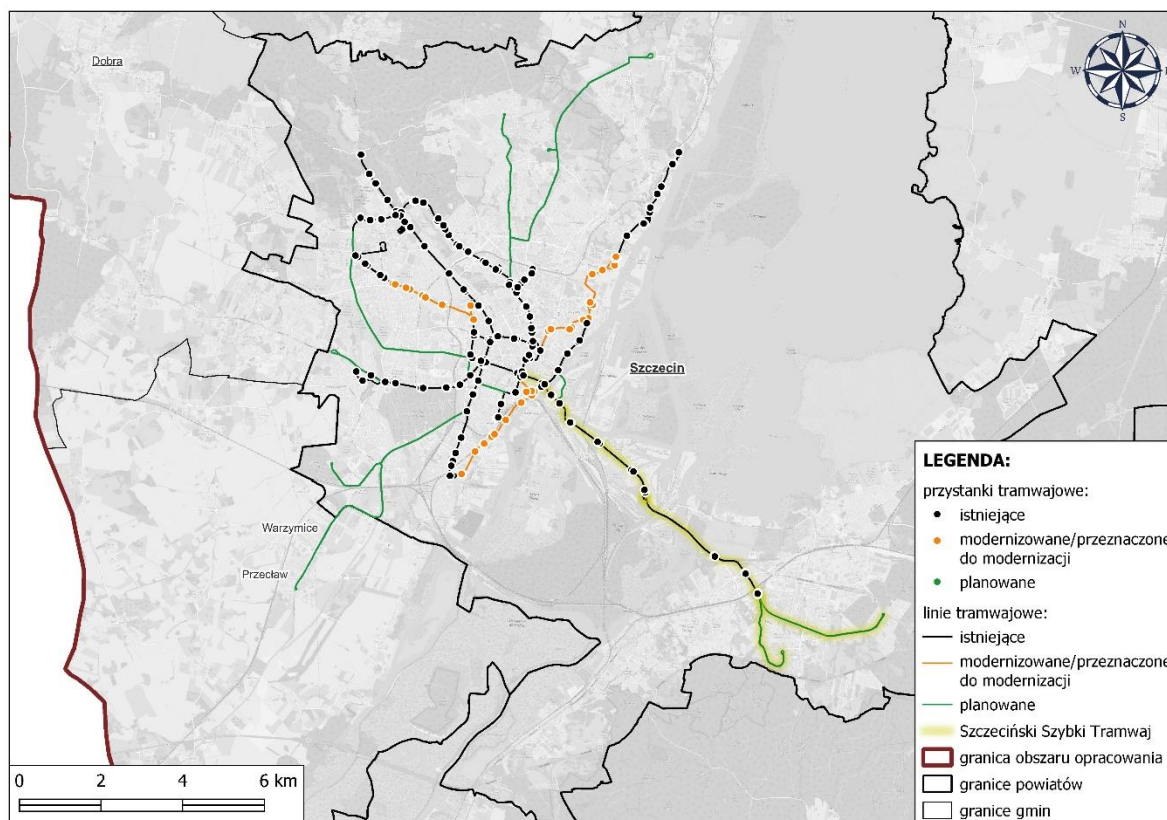 Dobra
N
W
E
S
Szczecin
Warzymice
Przecław
LEGENDA:
przystanki tramwajowe:
istniejące
modernizowane/przeznaczone
do modernizacji
planowane
linie tramwajowe:
istniejące
modernizowane/przeznaczone
do modernizacji
planowane
Szczeciński Szybki Tramwaj
granica obszaru opracowania
granice powiatów
granice gmin
0 2 4 6 km